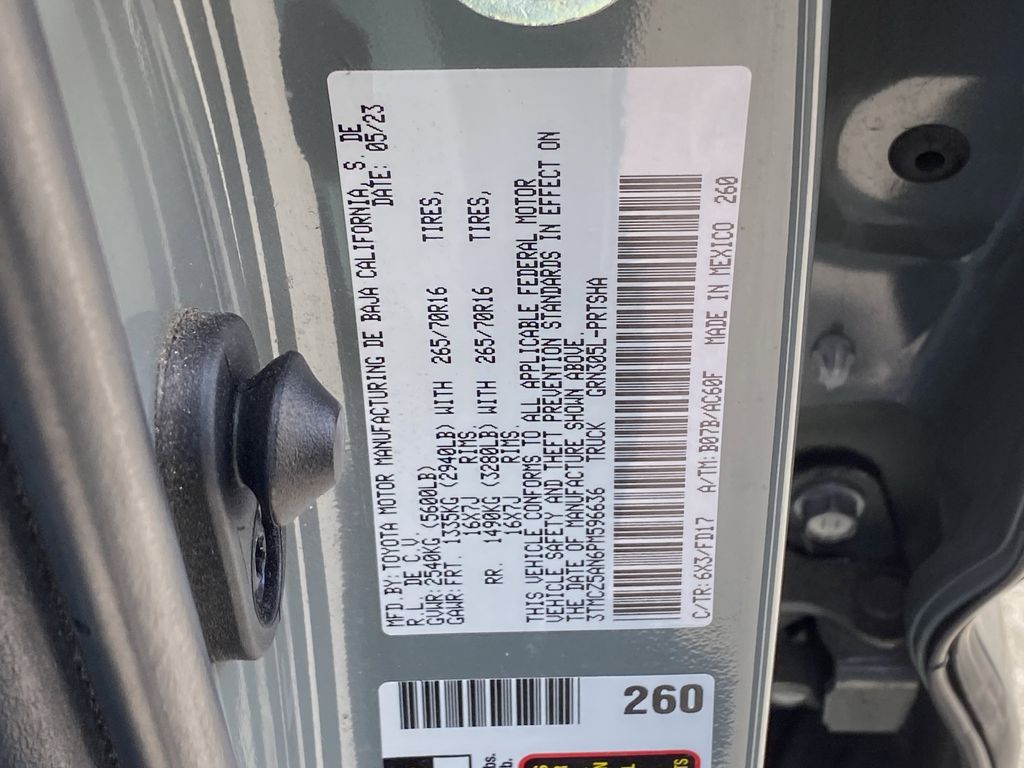 MFD.BY:TOYOTA MOTOR MANUFACTURING DE BAJA CALIFORNIA, S. DE
R.L. DE C.V. DATE: 05/23
GVWR:2540KG (5600LB)
GAWR:FRT. 1335KG (2940LB) WITH 265/70R16 TIRES,
16X7J RIMS.
RR. 1490KG (3280LB) WITH 265/70R16 TIRES,
16X7J RIMS.
THIS VEHICLE CONFORMS TO ALL APPLICABLE FEDERAL MOTOR
VEHICLE SAFETY AND THEFT PREVENTION STANDARDS IN EFFECT ON
THE DATE OF MANUFACTURE SHOWN ABOVE.
3TMCZ5AN6PM596636 TRUCK GRN305L-PRTSHA
C/TR:6X3/FD17 A/TM:B07B/AC60F MADE IN MEXICO 260
260